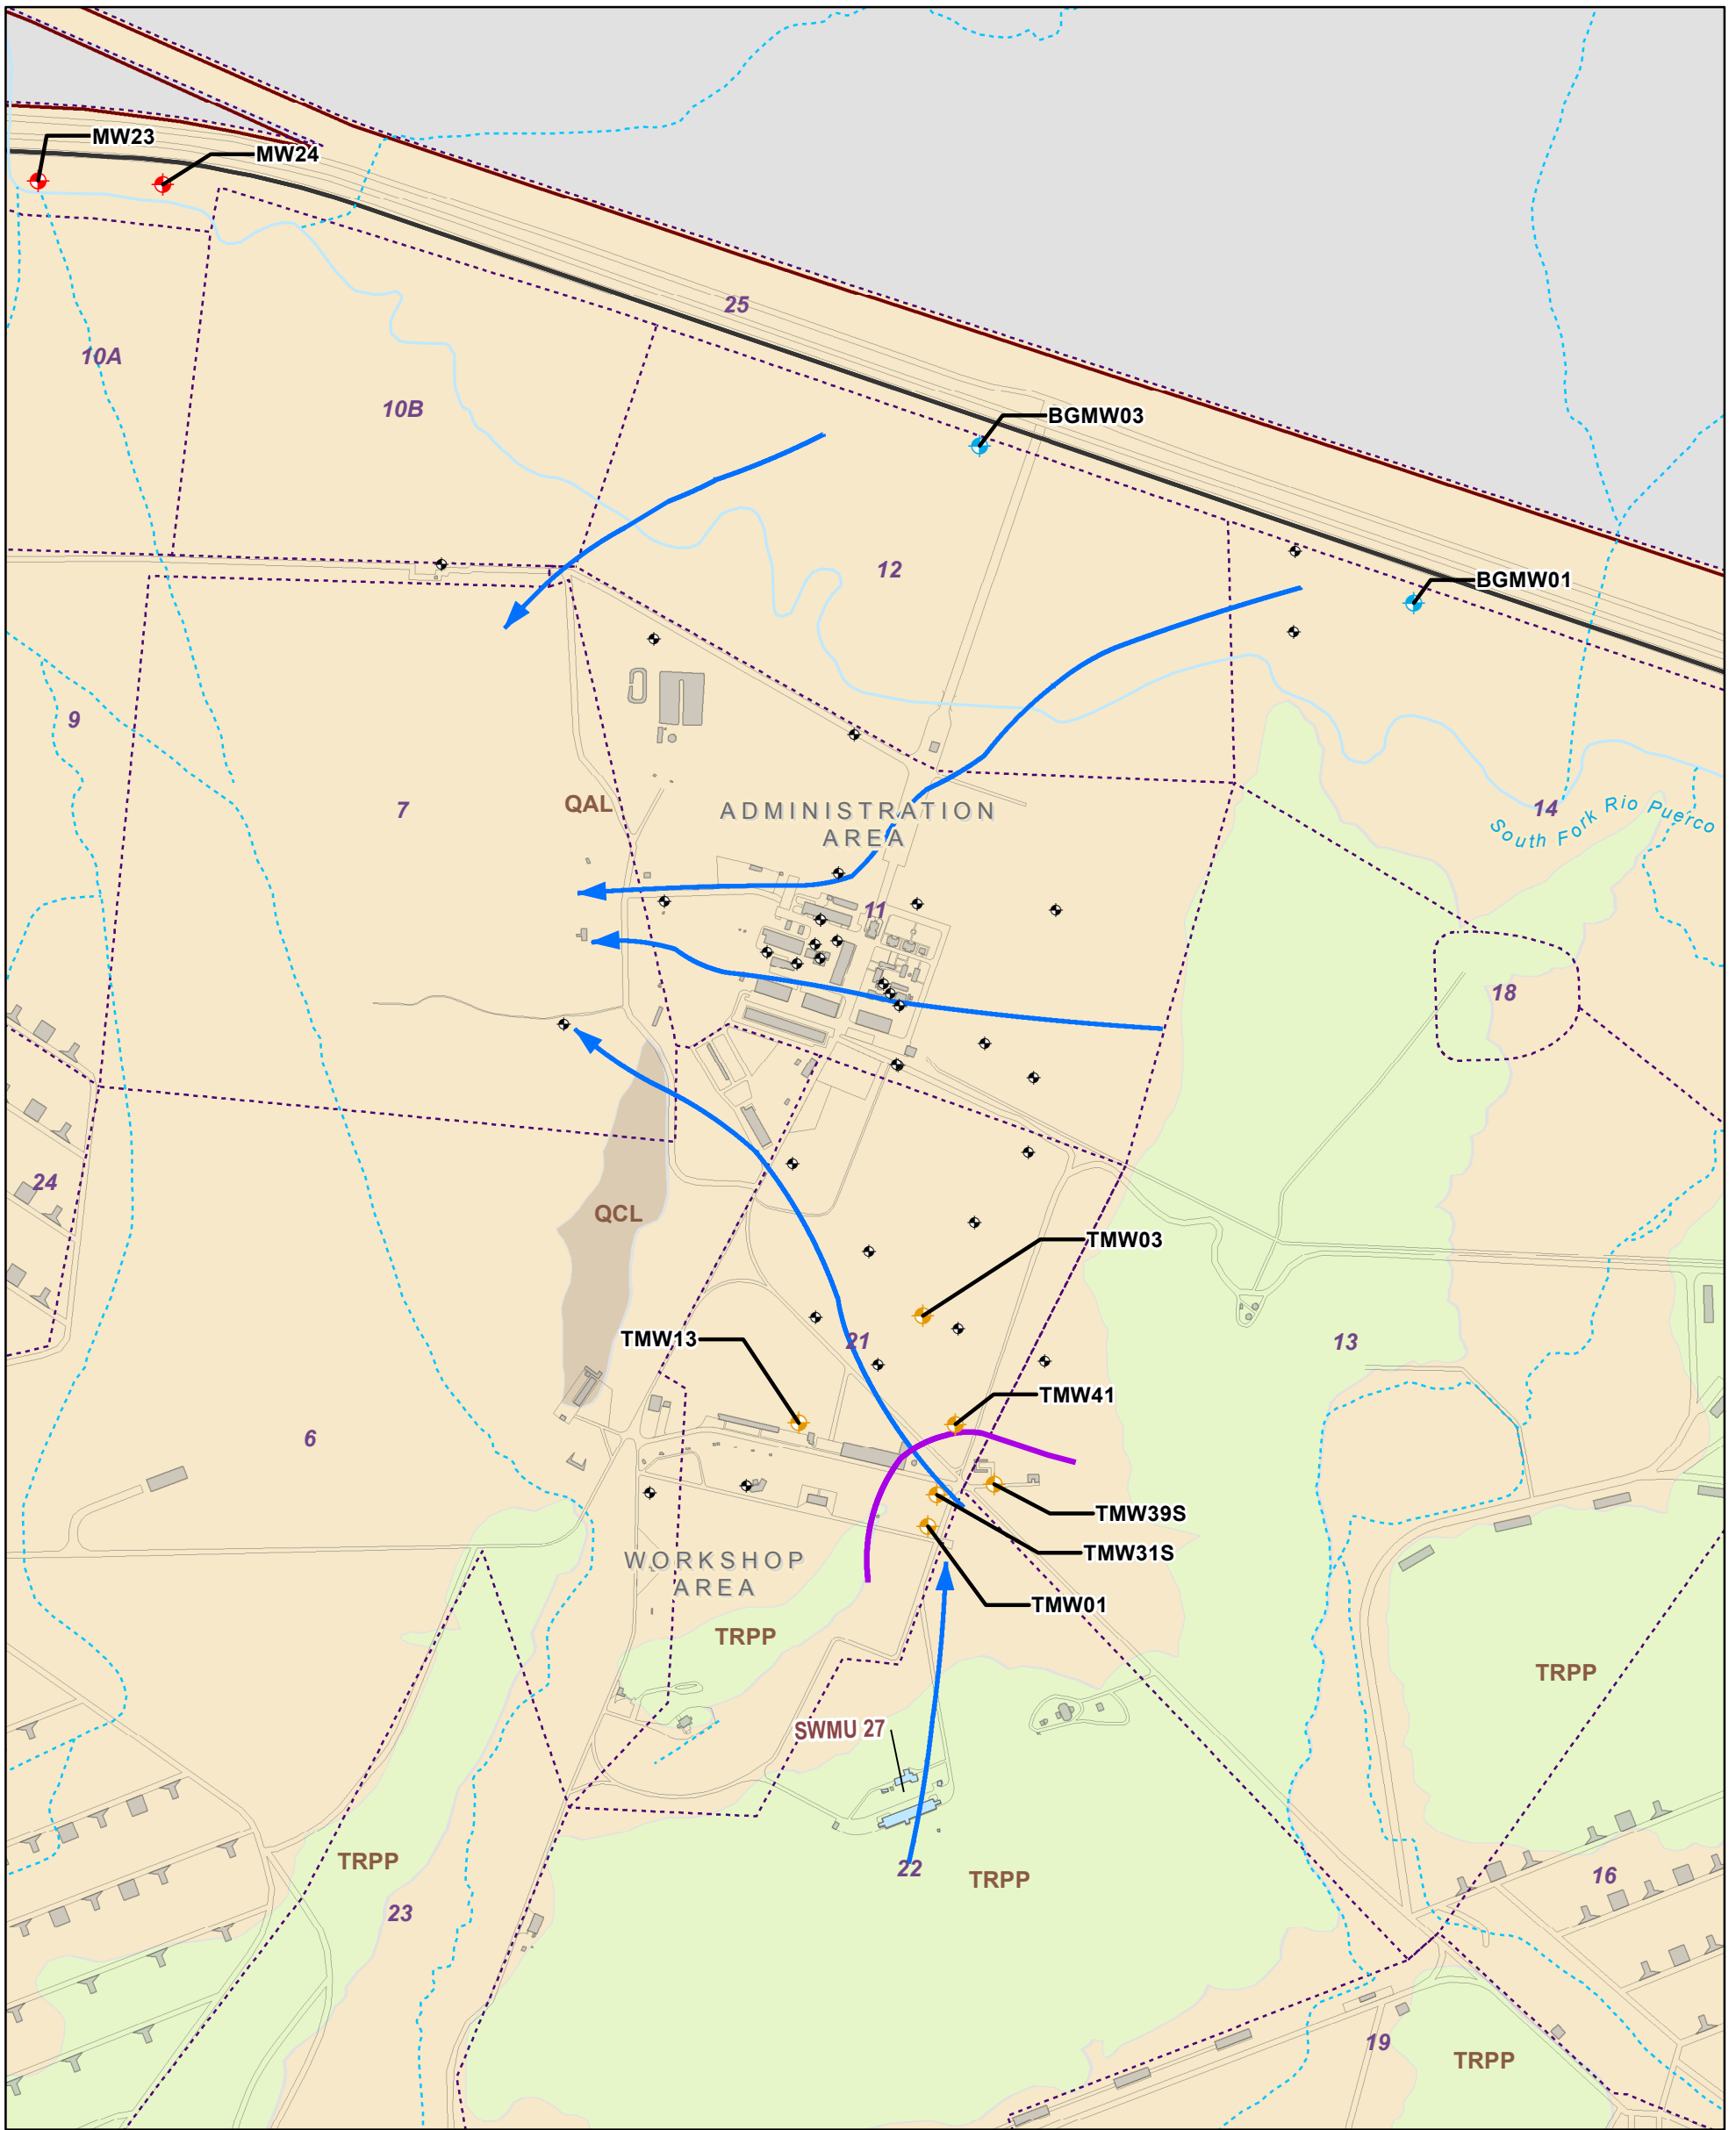 MW23
MW24
25
10A
10B
BGMW03
12
BGMW01
9
7
QAL
ADMINISTRATION
AREA
14
South Fork Rio Puerco
11
18
24
QCL
TMW03
21
TMW13
13
TMW41
6
TMW39S
TMW31S
WORKSHOP
AREA
TMW01
TRPP
TRPP
SWMU 27
TRPP
22
TRPP
16
23
19
TRPP